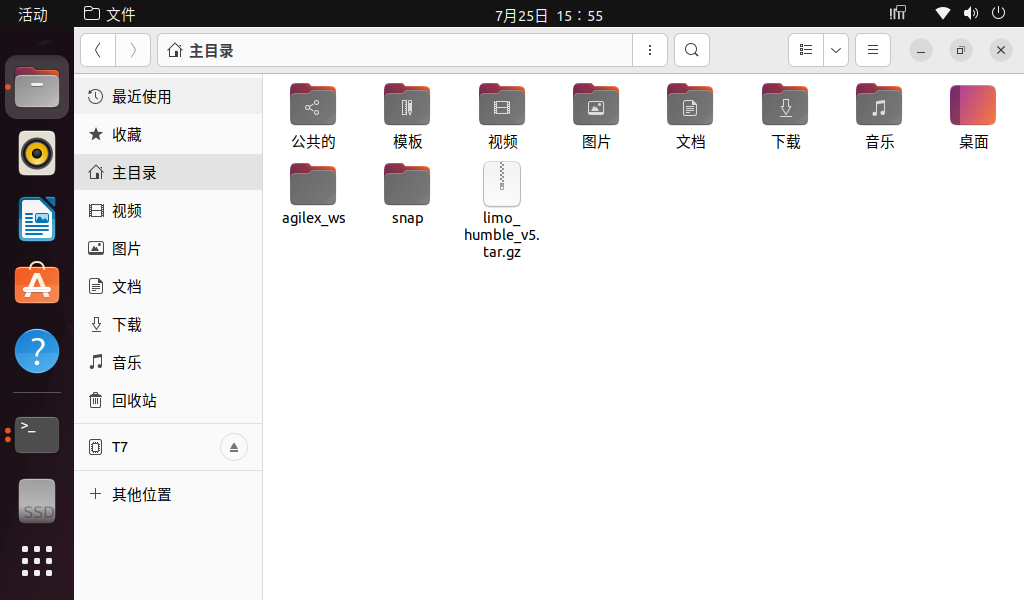 活动
文件
7月25日 15：55
主目录
最近使用
收藏
主目录
视频
图片
文档
下载
音乐
回收站
T7
其他位置
>_
SSD
公共的
模板
视频
图片
文档
下载
音乐
桌面
agilex_ws
snap
limo_
humble_v5.
tar.gz